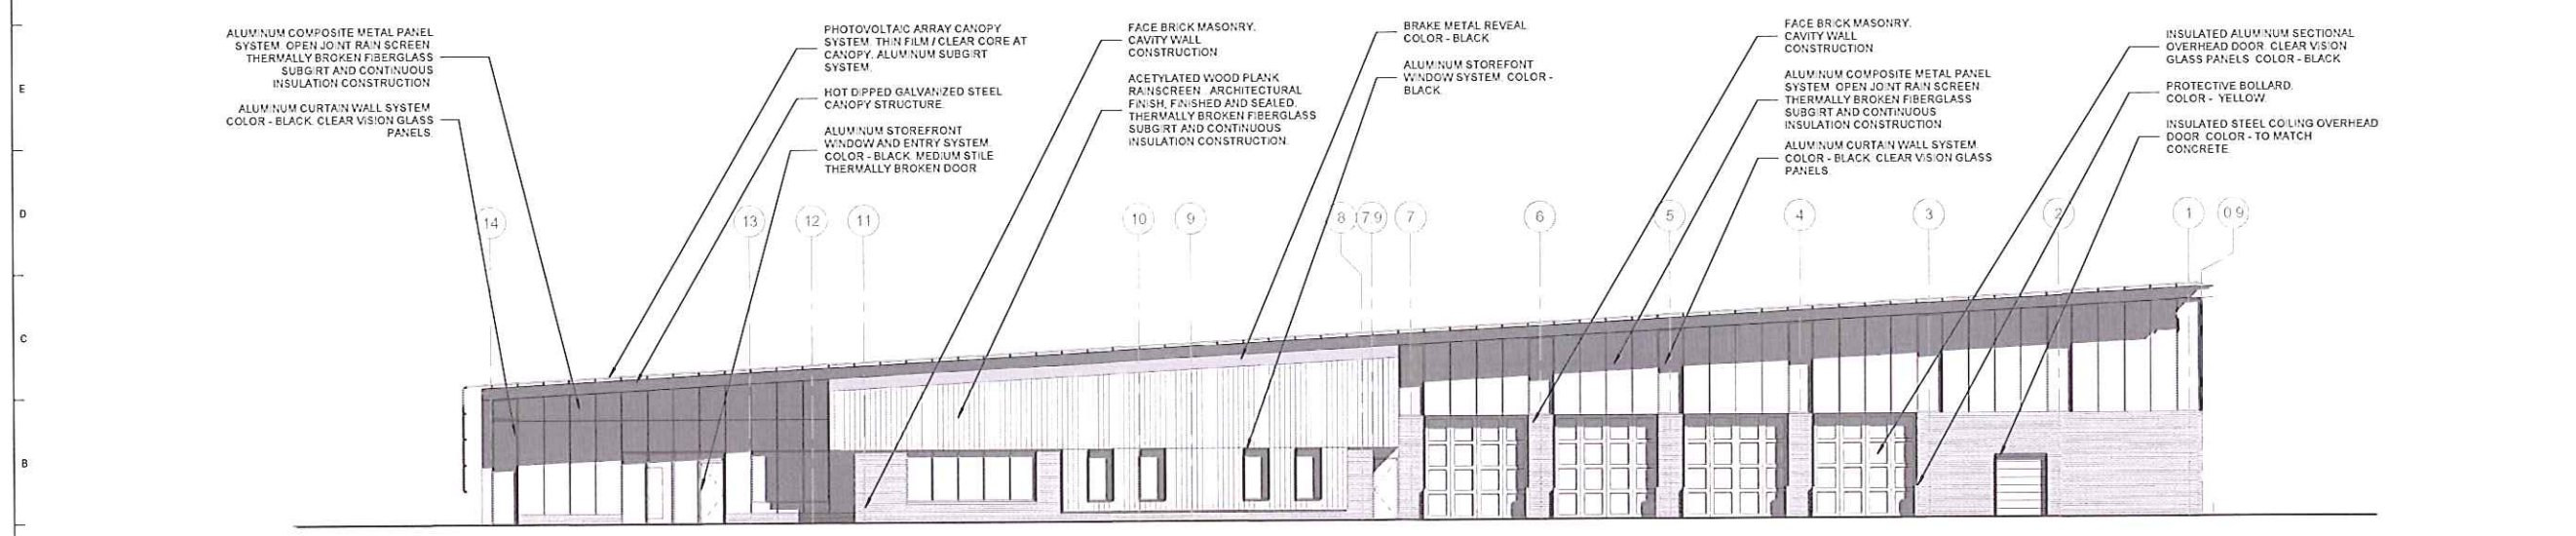 ALUMINUM COMPOSITE METAL PANEL
SYSTEM. OPEN JOINT RAIN SCREEN
THERMALLY BROKEN FIBERGLASS
SUBGIRT AND CONTINUOUS
INSULATION CONSTRUCTION
ALUMINUM CURTAIN WALL SYSTEM
COLOR - BLACK. CLEAR VISION GLASS
PANELS.
PHOTOVOLTAIC ARRAY CANOPY
SYSTEM. THIN FILM / CLEAR CORE AT
CANOPY. ALUMINUM SUBGIRT
SYSTEM.
HOT DIPPED GALVANIZED STEEL
CANOPY STRUCTURE.
ALUMINUM STOREFRONT
WINDOW AND ENTRY SYSTEM.
COLOR - BLACK. MEDIUM STILE
THERMALLY BROKEN DOOR
FACE BRICK MASONRY.
CAVITY WALL
CONSTRUCTION
ACETYLATED WOOD PLANK
RAINSCREEN. ARCHITECTURAL
FINISH, FINISHED AND SEALED.
THERMALLY BROKEN FIBERGLASS
SUBGIRT AND CONTINUOUS
INSULATION CONSTRUCTION.
BRAKE METAL REVEAL
COLOR - BLACK
ALUMINUM STOREFONT
WINDOW SYSTEM. COLOR -
BLACK.
FACE BRICK MASONRY.
CAVITY WALL
CONSTRUCTION
ALUMINUM COMPOSITE METAL PANEL
SYSTEM. OPEN JOINT RAIN SCREEN
THERMALLY BROKEN FIBERGLASS
SUBGIRT AND CONTINUOUS
INSULATION CONSTRUCTION
ALUMINUM CURTAIN WALL SYSTEM.
COLOR - BLACK. CLEAR VISION GLASS
PANELS.
INSULATED ALUMINUM SECTIONAL
OVERHEAD DOOR. CLEAR VISION
GLASS PANELS. COLOR - BLACK
PROTECTIVE BOLLARD.
COLOR - YELLOW.
INSULATED STEEL COILING OVERHEAD
DOOR. COLOR - TO MATCH
CONCRETE.
E
D
C
B
14
13
12
11
10
9
8
7.9
7
6
5
4
3
2
1
0.9